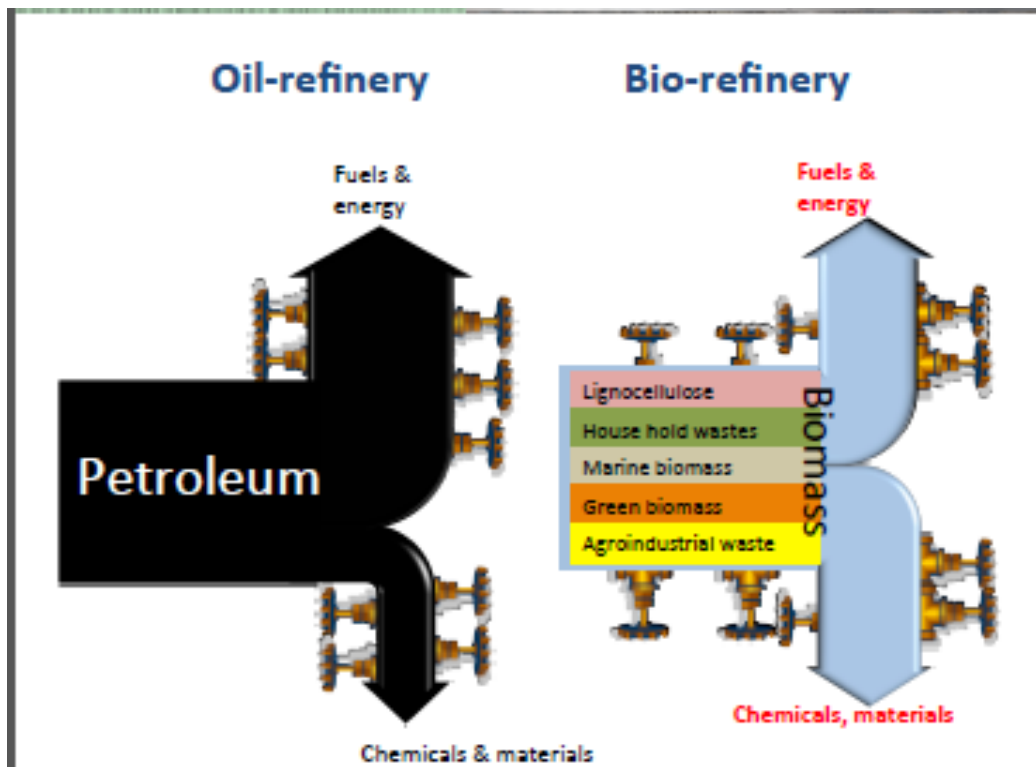 Oil-refinery
Bio-refinery
Fuels &
energy
Fuels &
energy
Petroleum
Lignocellulose
House hold wastes
Marine biomass
Green biomass
Agroindustrial waste
Biomass
Chemicals & materials
Chemicals, materials